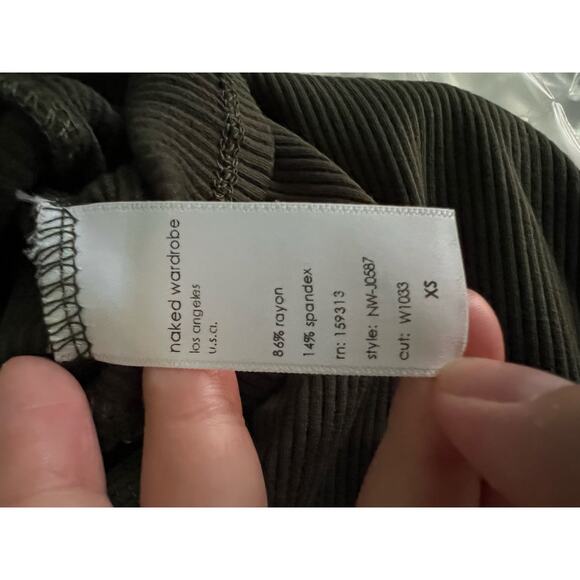 naked wardrobe
los angeles
u.s.a.
86% rayon
14% spandex
rn: 159313
style: NW-J0587
cut: W1033
XS